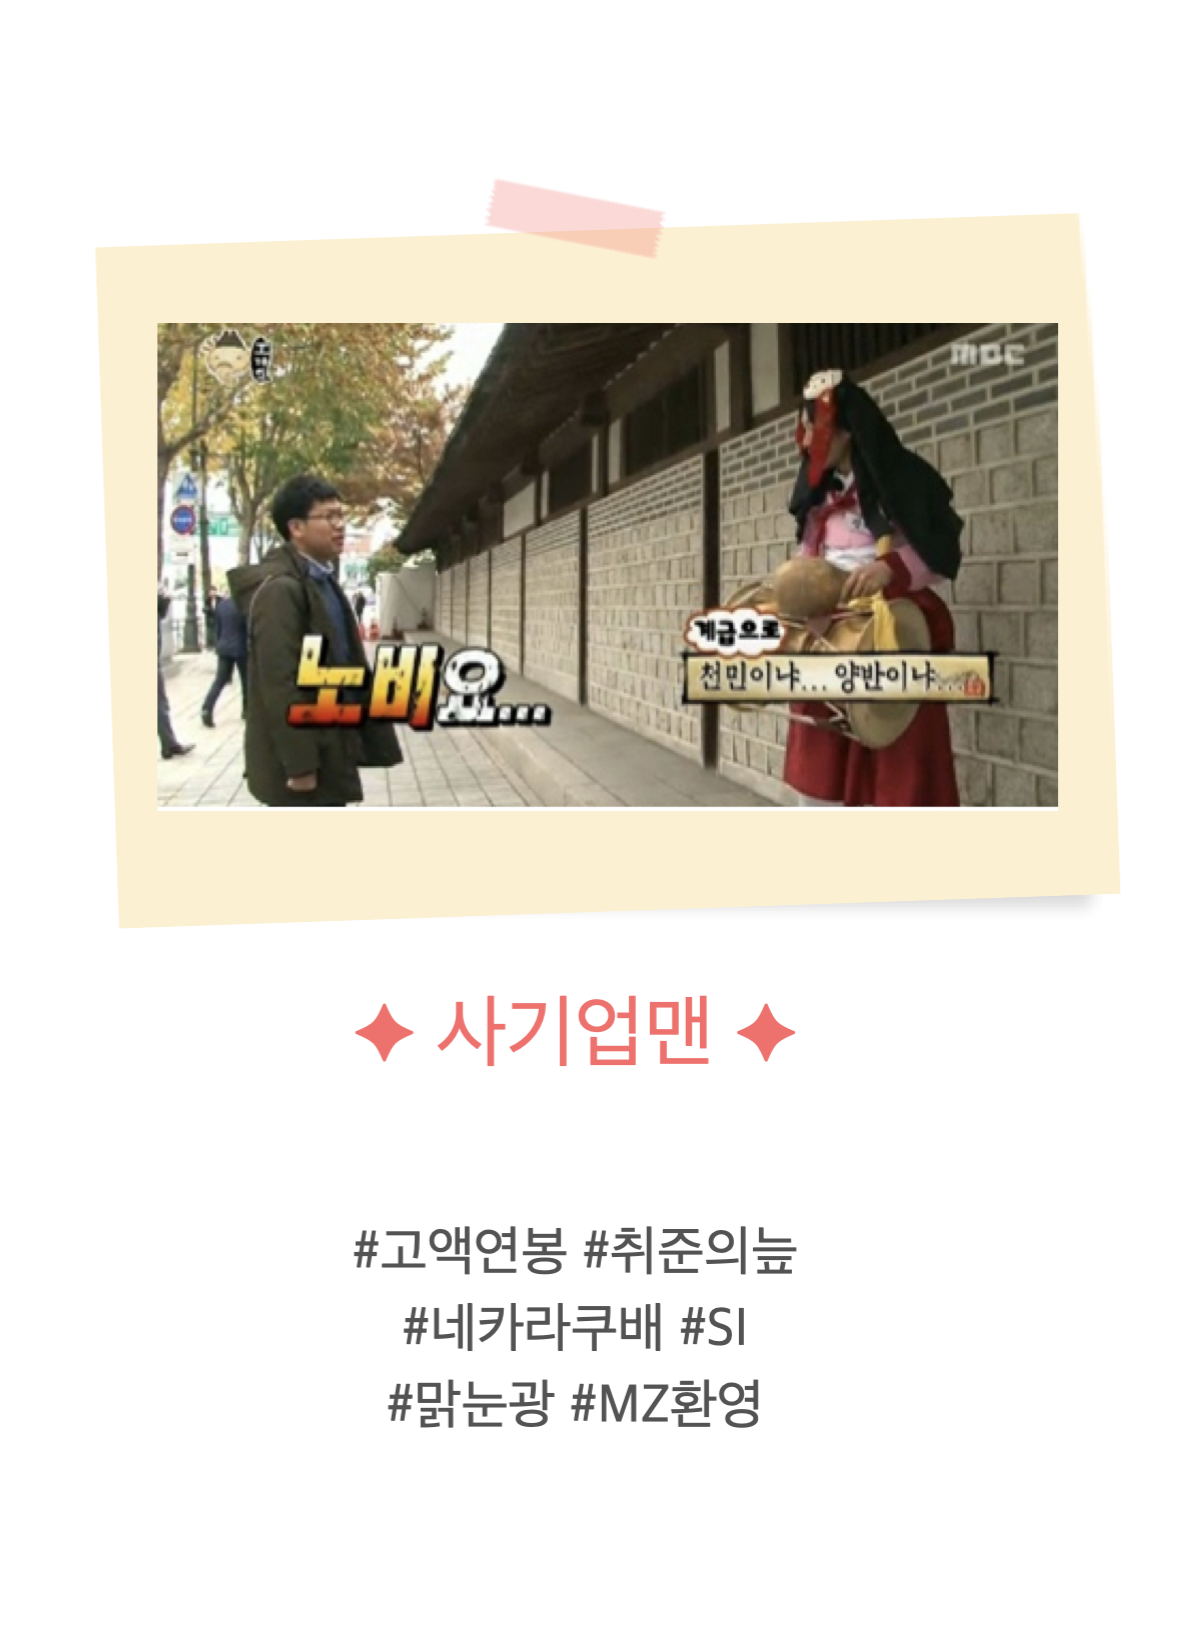 MBC
계급으로
천민이냐... 양반이냐...
노비요...
사기업맨
#고액연봉 #취준의늪
#네카라쿠배 #SI
#맑눈광 #MZ환영